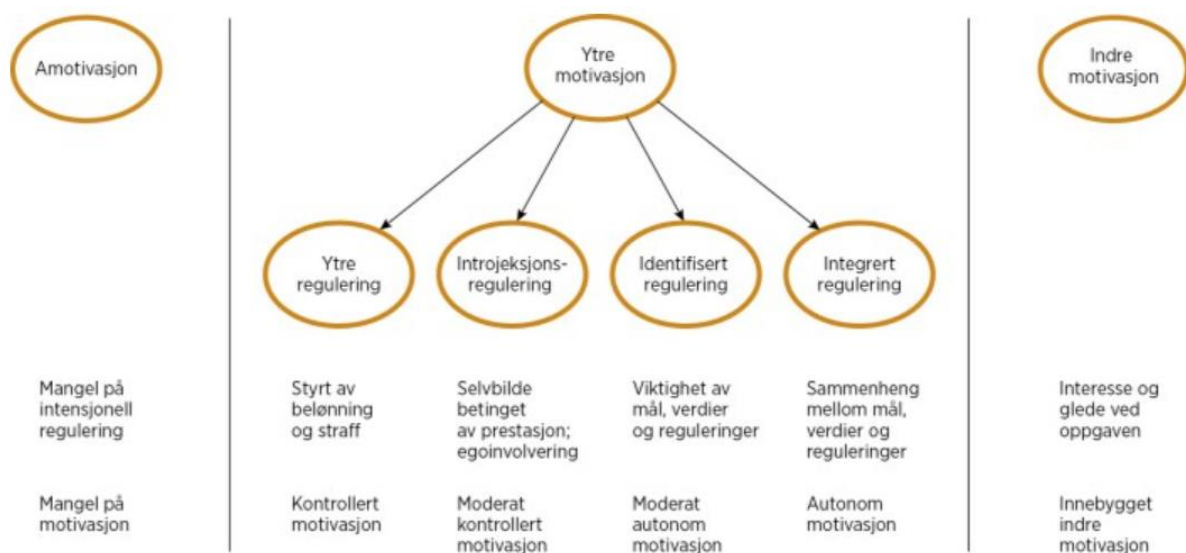 Amotivasjon
Ytre
motivasjon
Indre
motivasjon
Ytre
regulering
Introjeksjons-
regulering
Identifisert
regulering
Integrert
regulering
Mangel på
intensjonell
regulering
Styrt av
belønning
og straff
Selvbilde
betinget
av prestasjon;
egoinvolvering
Viktighet av
mål, verdier
og reguleringer
Sammenheng
mellom mål,
verdier og
reguleringer
Interesse og
glede ved
oppgaven
Mangel på
motivasjon
Kontrollert
motivasjon
Moderat
kontrollert
motivasjon
Moderat
autonom
motivasjon
Autonom
motivasjon
Innebygget
indre
motivasjon